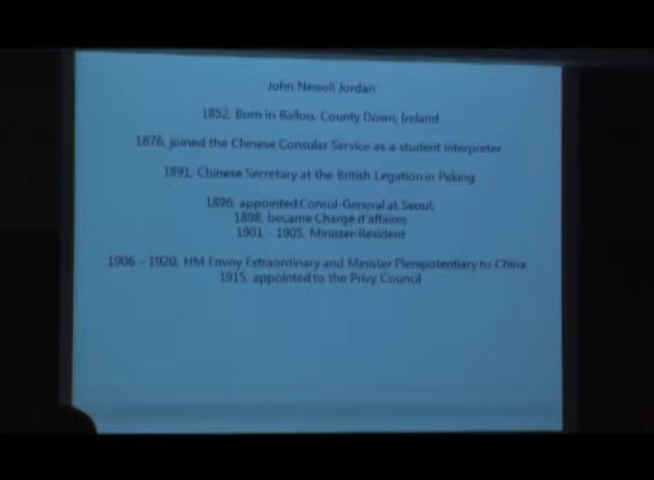 John Newell Jordan
1852, Born in Balloo, County Down, Ireland
1876, joined the Chinese Consular Service as a student interpreter
1891, Chinese Secretary at the British Legation in Peking
1896, appointed Consul-General at Seoul,
1898, became Chargé d'affaires
1901 - 1905, Minister-Resident
1906 – 1920, HM Envoy Extraordinary and Minister Plenipotentiary to China
1915, appointed to the Privy Council